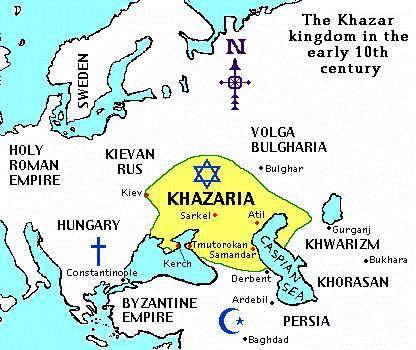 The Khazar
kingdom in the
early 10th
century
N
SWEDEN
HOLY
ROMAN
EMPIRE
KIEVAN
RUS
VOLGA
BULGHARIA
Bulghar
Kiev
KHAZARIA
Sarkel
Atil
HUNGARY
Tmutorokan
Samandar
Kerch
Constantinople
CASPIAN
SEA
Gurganj
KHWARIZM
Bukhara
Derbent
KHORASAN
BYZANTINE
EMPIRE
Ardebil
PERSIA
Baghdad